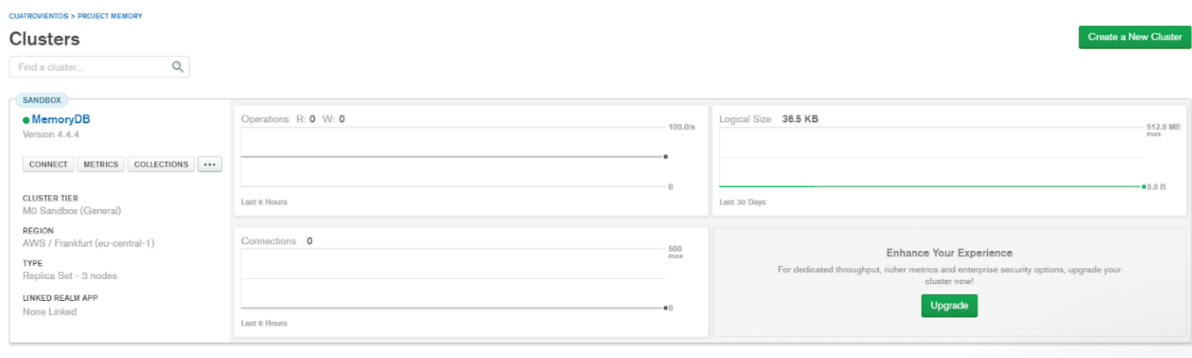 CUATROVIENTOS > PROJECT MEMORY
Clusters
Create a New Cluster
Find a cluster...
SANDBOX
MemoryDB
Version 4.4.4
CONNECT METRICS COLLECTIONS ...
CLUSTER TIER
M0 Sandbox (General)
REGION
AWS / Frankfurt (eu-central-1)
TYPE
Replica Set - 3 nodes
LINKED REALM APP
None Linked
Operations R: 0 W: 0
100.0/s
0
Last 6 Hours
Logical Size 36.5 KB
512.0 MB
max
0.0 B
Last 30 Days
Connections 0
500
max
0
Last 6 Hours
Enhance Your Experience
For dedicated throughput, richer metrics and enterprise security options, upgrade your
cluster now!
Upgrade